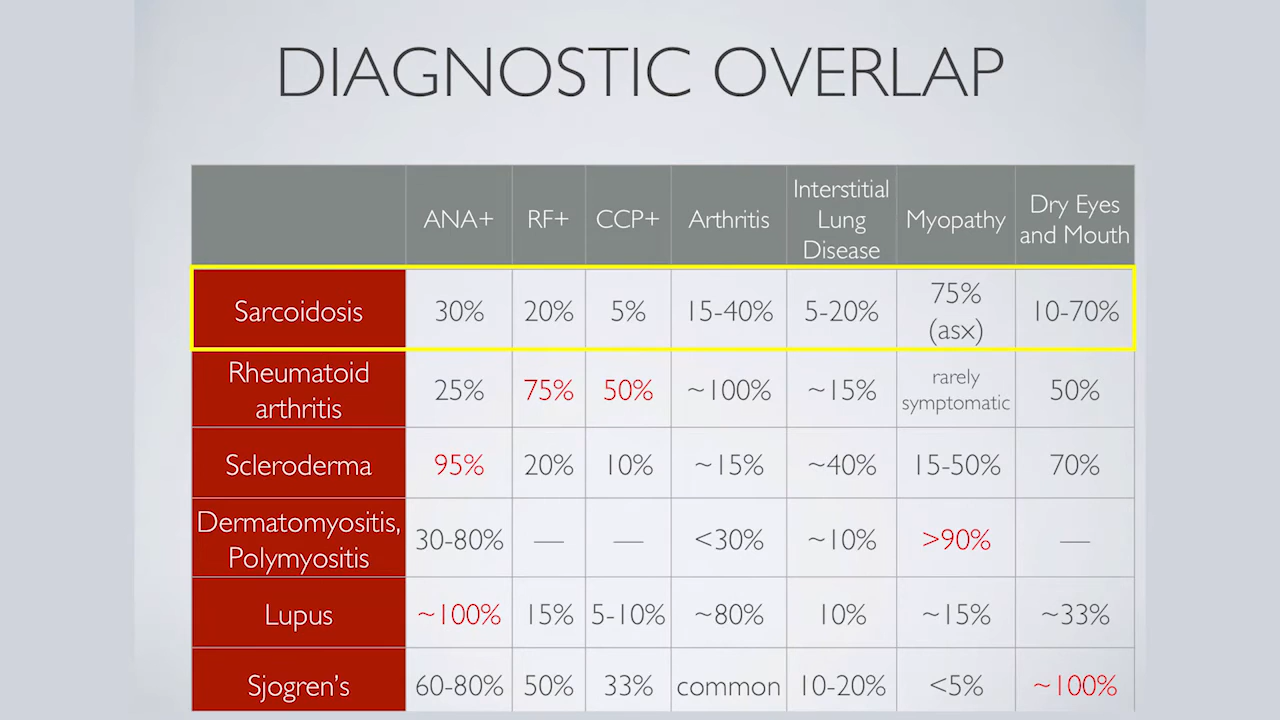 DIAGNOSTIC OVERLAP
ANA+ RF+ CCP+ Arthritis Interstitial Lung Disease Myopathy Dry Eyes and Mouth
Sarcoidosis 30% 20% 5% 15-40% 5-20% 75% (asx) 10-70%
Rheumatoid arthritis 25% 75% 50% ~100% ~15% rarely symptomatic 50%
Scleroderma 95% 20% 10% ~15% ~40% 15-50% 70%
Dermatomyositis, Polymyositis 30-80% — — <30% ~10% >90% —
Lupus ~100% 15% 5-10% ~80% 10% ~15% ~33%
Sjogren's 60-80% 50% 33% common 10-20% <5% ~100%